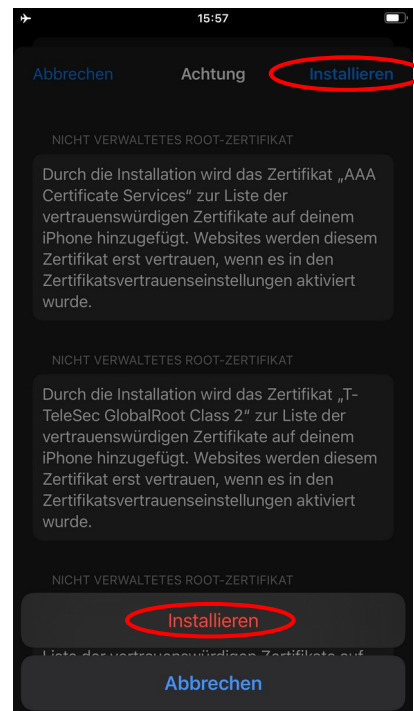 15:57
Abbrechen Achtung Installieren
NICHT VERWALTETES ROOT-ZERTIFIKAT
Durch die Installation wird das Zertifikat „AAA
Certificate Services“ zur Liste der
vertrauenswürdigen Zertifikate auf deinem
iPhone hinzugefügt. Websites werden diesem
Zertifikat erst vertrauen, wenn es in den
Zertifikatsvertrauenseinstellungen aktiviert
wurde.
NICHT VERWALTETES ROOT-ZERTIFIKAT
Durch die Installation wird das Zertifikat „T-
TeleSec GlobalRoot Class 2“ zur Liste der
vertrauenswürdigen Zertifikate auf deinem
iPhone hinzugefügt. Websites werden diesem
Zertifikat erst vertrauen, wenn es in den
Zertifikatsvertrauenseinstellungen aktiviert
wurde.
NICHT VERWALTETES ROOT-ZERTIFIKAT
Installieren
Liste der vertrauenswürdigen Zertifikate auf
Abbrechen